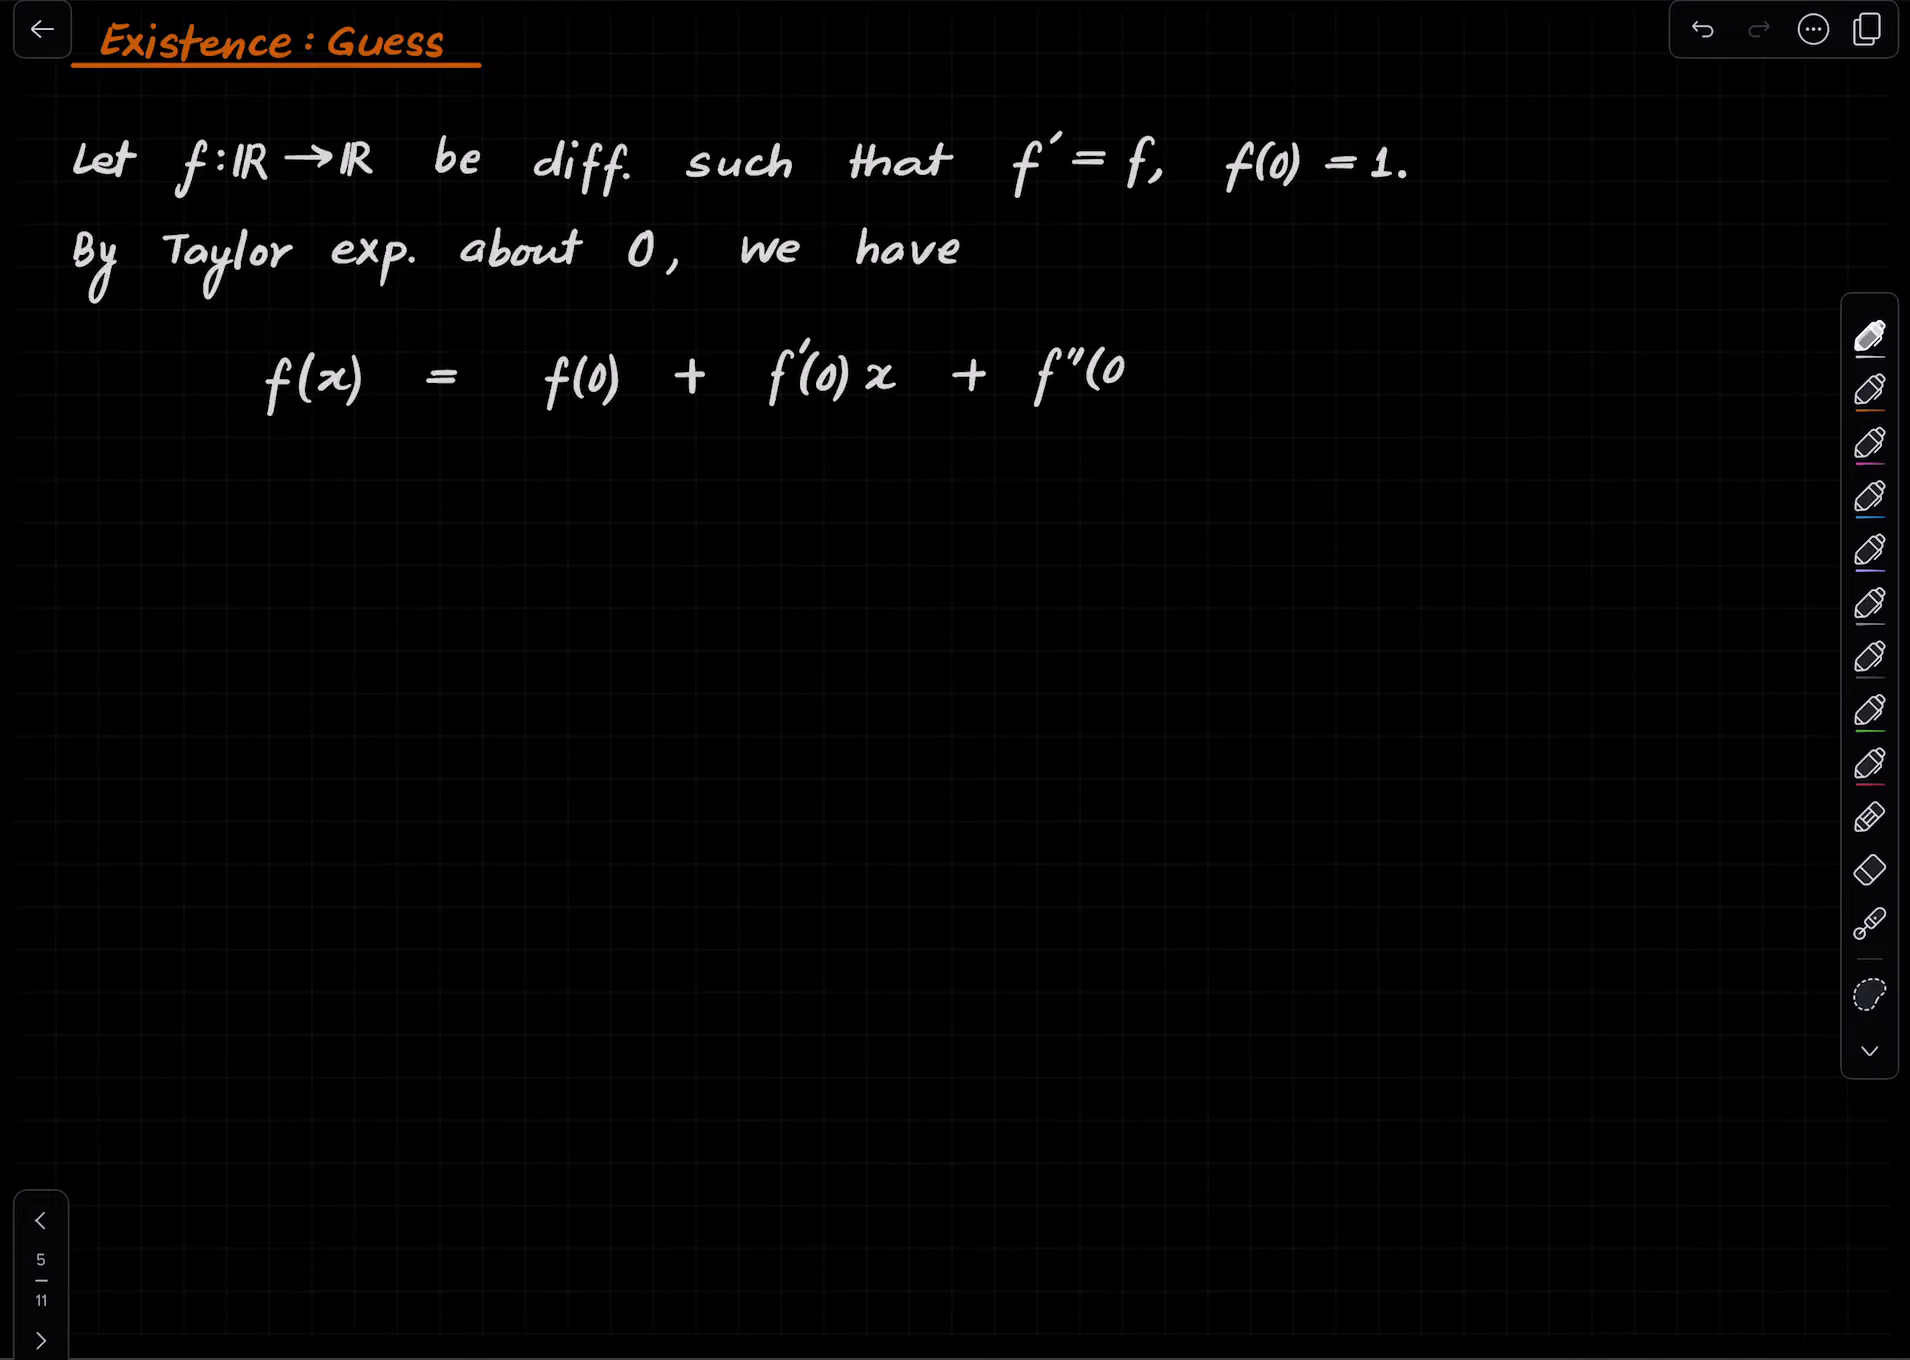 Existence: Guess
Let f: ℝ → ℝ be diff. such that f′ = f, f(0) = 1.
By Taylor exp. about 0, we have
f(x) = f(0) + f′(0) x + f″(0
5
11